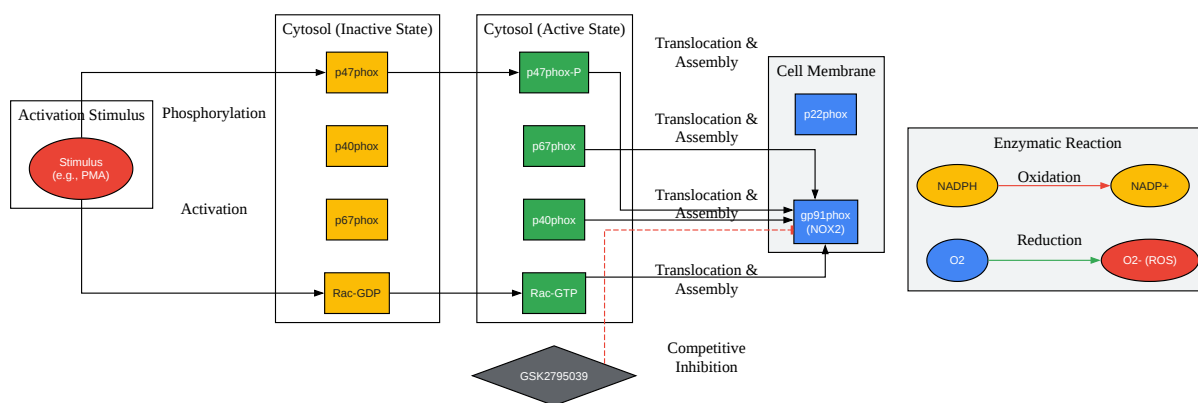 Activation Stimulus
Stimulus
(e.g., PMA)
Phosphorylation
Activation
Cytosol (Inactive State)
p47phox
p40phox
p67phox
Rac-GDP
Cytosol (Active State)
p47phox-P
p67phox
p40phox
Rac-GTP
GSK2795039
Translocation &
Assembly
Translocation &
Assembly
Translocation &
Assembly
Translocation &
Assembly
Competitive
Inhibition
Cell Membrane
p22phox
gp91phox
(NOX2)
Enzymatic Reaction
NADPH
Oxidation
NADP+
O2
Reduction
O2- (ROS)